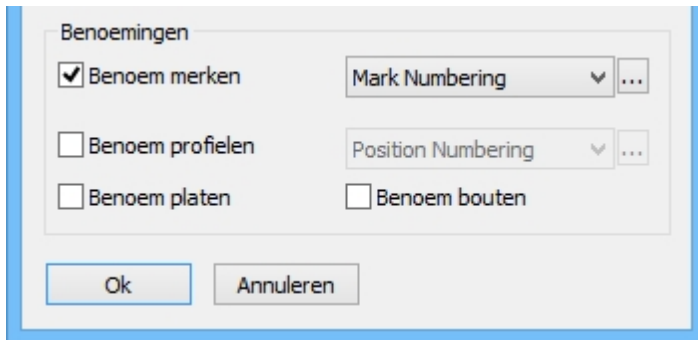 Benoemingen
Benoem merken Mark Numbering ...
Benoem profielen Position Numbering ...
Benoem platen Benoem bouten
Ok Annuleren